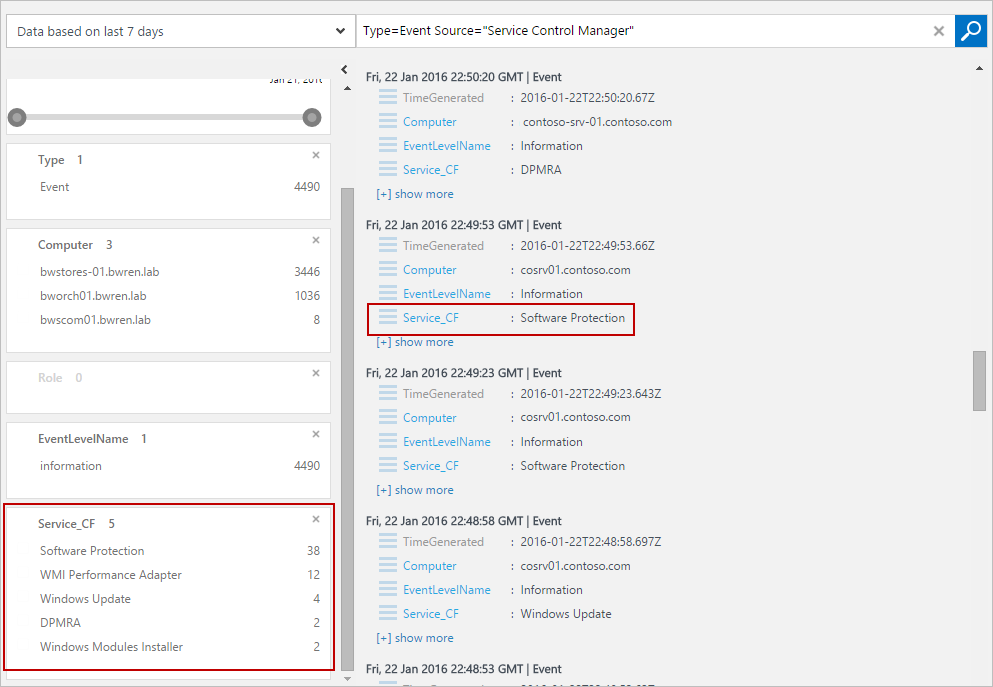 Data based on last 7 days
Type=Event Source="Service Control Manager"
Jan 21, 2016
Type 1
Event 4490
Computer 3
bwstores-01.bwren.lab 3446
bworch01.bwren.lab 1036
bwscom01.bwren.lab 8
Role 0
EventLevelName 1
information 4490
Service_CF 5
Software Protection 38
WMI Performance Adapter 12
Windows Update 4
DPMRA 2
Windows Modules Installer 2
Fri, 22 Jan 2016 22:50:20 GMT | Event
TimeGenerated : 2016-01-22T22:50:20.67Z
Computer : contoso-srv-01.contoso.com
EventLevelName : Information
Service_CF : DPMRA
[+] show more
Fri, 22 Jan 2016 22:49:53 GMT | Event
TimeGenerated : 2016-01-22T22:49:53.66Z
Computer : cosrv01.contoso.com
EventLevelName : Information
Service_CF : Software Protection
[+] show more
Fri, 22 Jan 2016 22:49:23 GMT | Event
TimeGenerated : 2016-01-22T22:49:23.643Z
Computer : cosrv01.contoso.com
EventLevelName : Information
Service_CF : Software Protection
[+] show more
Fri, 22 Jan 2016 22:48:58 GMT | Event
TimeGenerated : 2016-01-22T22:48:58.697Z
Computer : cosrv01.contoso.com
EventLevelName : Information
Service_CF : Windows Update
[+] show more
Fri, 22 Jan 2016 22:48:53 GMT | Event